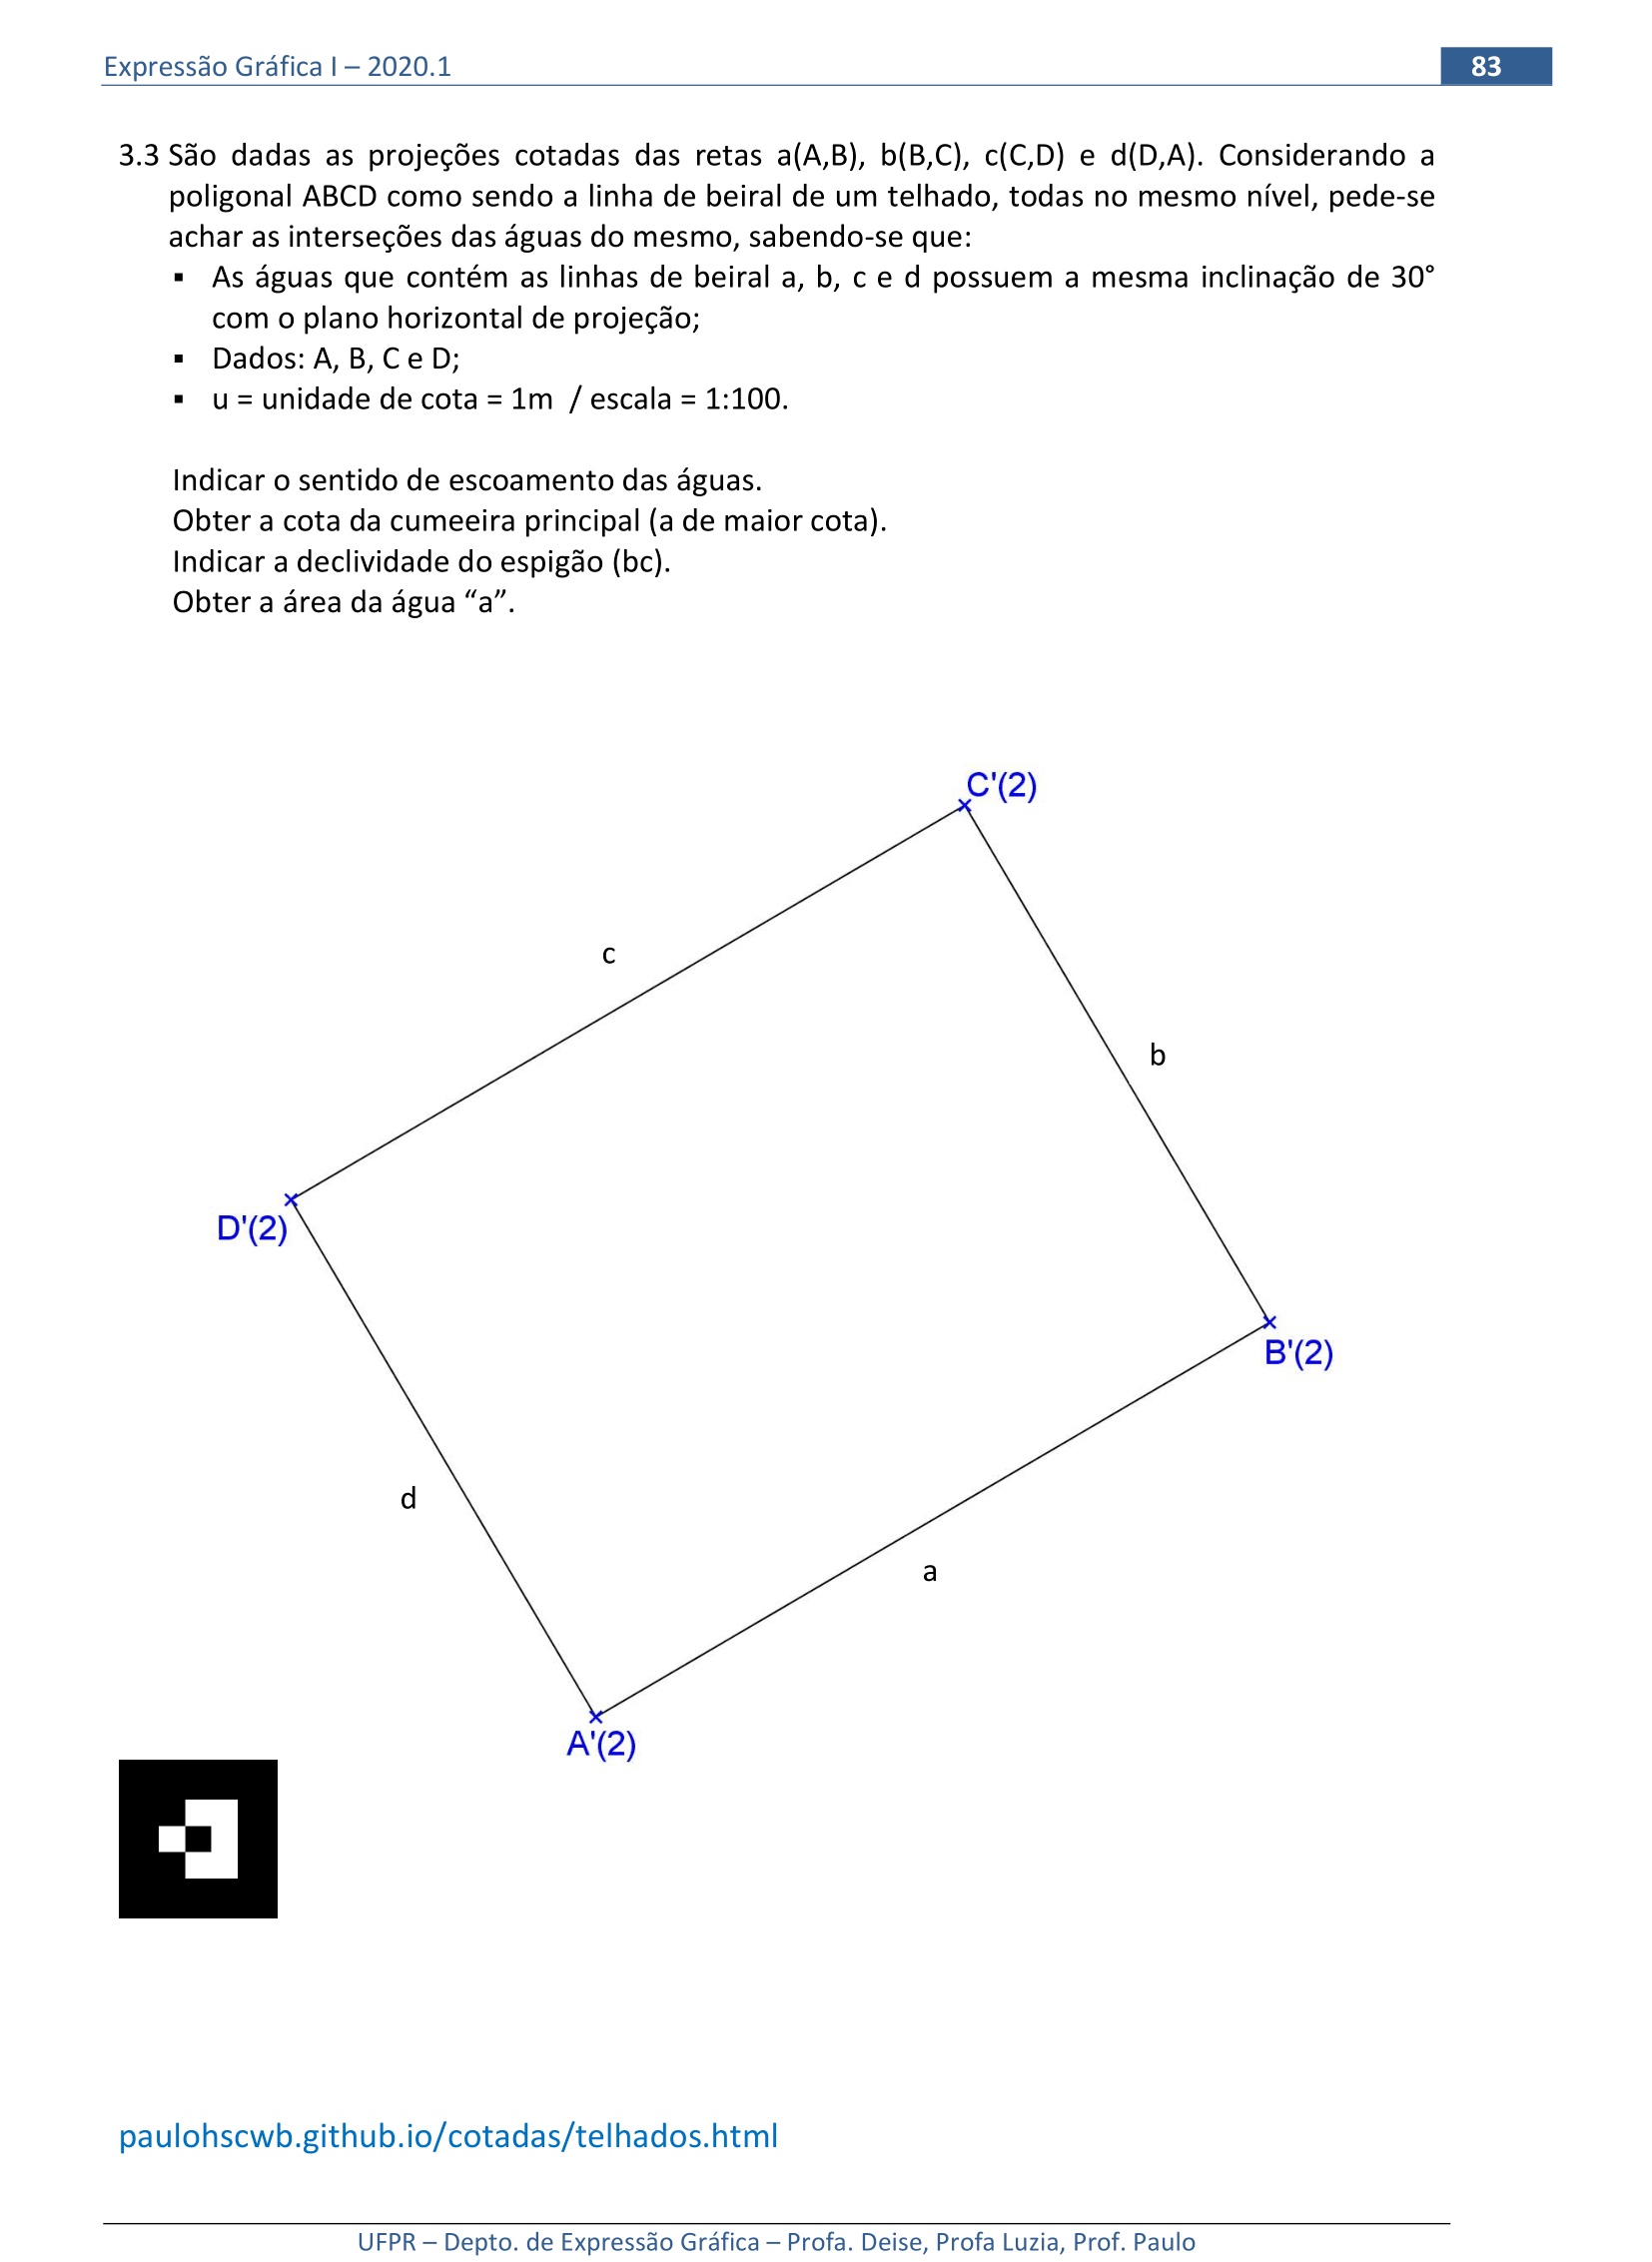 Expressão Gráfica I – 2020.1
83
3.3 São dadas as projeções cotadas das retas a(A,B), b(B,C), c(C,D) e d(D,A). Considerando a
poligonal ABCD como sendo a linha de beiral de um telhado, todas no mesmo nível, pede-se
achar as interseções das águas do mesmo, sabendo-se que:
▪ As águas que contém as linhas de beiral a, b, c e d possuem a mesma inclinação de 30°
com o plano horizontal de projeção;
▪ Dados: A, B, C e D;
▪ u = unidade de cota = 1m / escala = 1:100.
Indicar o sentido de escoamento das águas.
Obter a cota da cumeeira principal (a de maior cota).
Indicar a declividade do espigão (bc).
Obter a área da água “a”.
C'(2)
c
b
D'(2)
B'(2)
d
a
A'(2)
paulohscwb.github.io/cotadas/telhados.html
UFPR – Depto. de Expressão Gráfica – Profa. Deise, Profa Luzia, Prof. Paulo